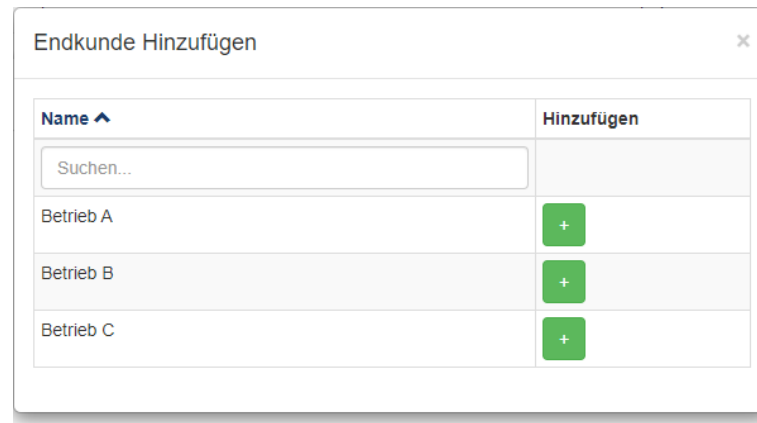 Endkunde Hinzufügen ×
Name Hinzufügen
Suchen...
Betrieb A +
Betrieb B +
Betrieb C +